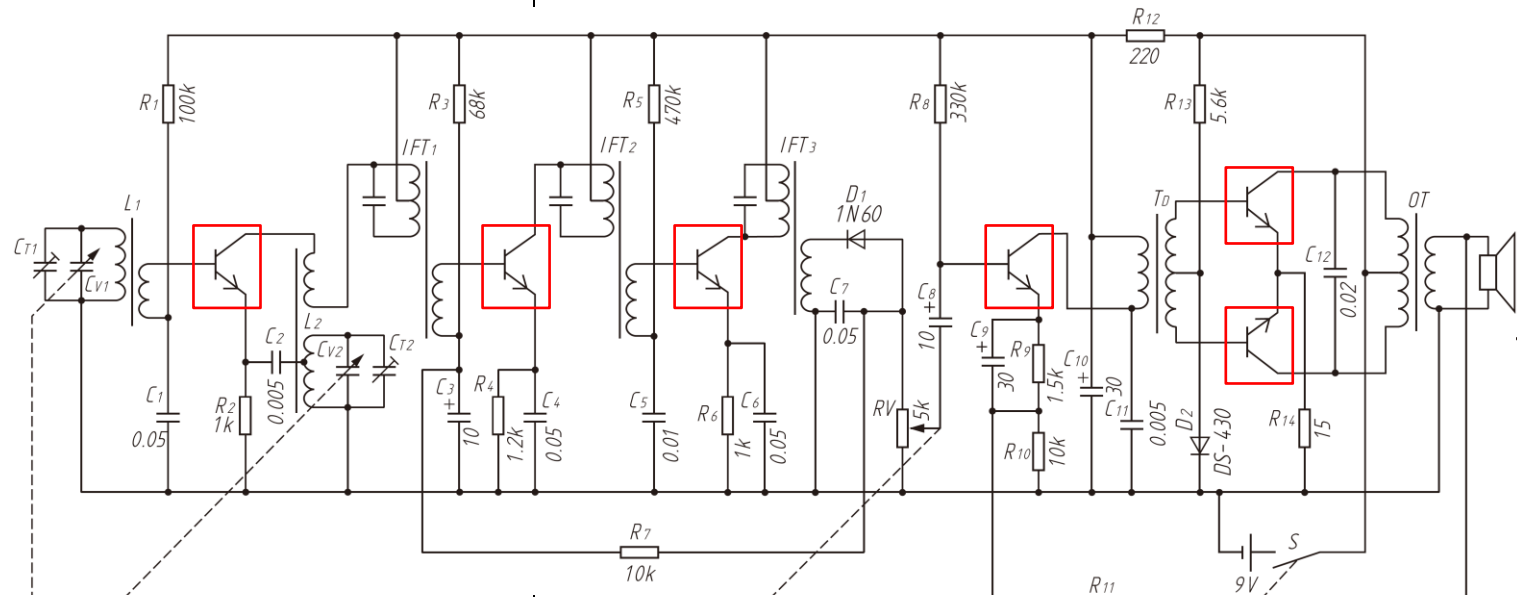 R12
220
R1
100k
R3
68k
R5
470k
R8
330k
R13
5.6k
IFT1
IFT2
IFT3
L1
D1
1N60
TD
OT
CT1
CV1
C7
0.05
C8
+
10
C12
0.02
L2
C2
0.005
CV2
CT2
C9
+
30
R9
1.5k
C10
+
30
C11
0.005
C1
0.05
R2
1k
C3
+
10
R4
1.2k
C4
0.05
C5
0.01
R6
1k
C6
0.05
RV
5k
R10
10k
D2
DS-430
R14
15
R7
10k
S
9V
R11